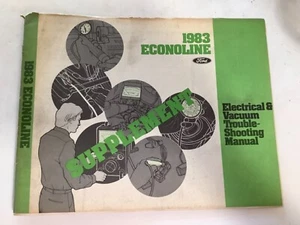 1983 ECONOLINE
1983
ECONOLINE
Ford
SUPPLEMENT
Electrical &
Vacuum
Trouble-
Shooting
Manual